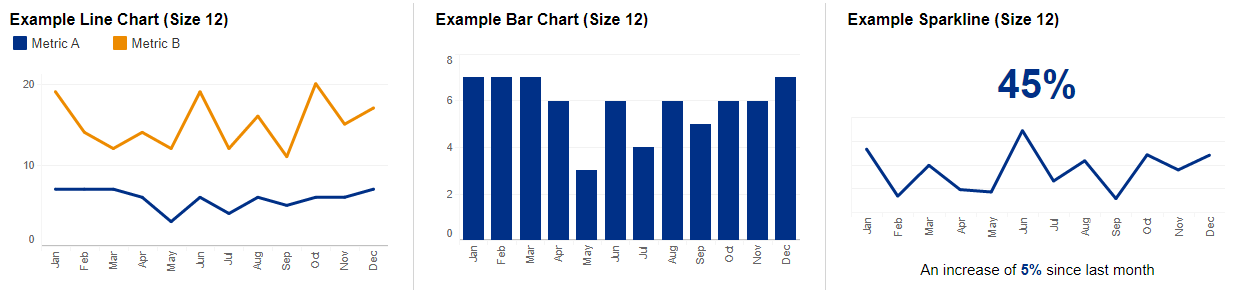 Example Line Chart (Size 12)
Metric A
Metric B
20
10
0
Jan
Feb
Mar
Apr
May
Jun
Jul
Aug
Sep
Oct
Nov
Dec
Example Bar Chart (Size 12)
8
6
4
2
0
Jan
Feb
Mar
Apr
May
Jun
Jul
Aug
Sep
Oct
Nov
Dec
Example Sparkline (Size 12)
45%
Jan
Feb
Mar
Apr
May
Jun
Jul
Aug
Sep
Oct
Nov
Dec
An increase of 5% since last month